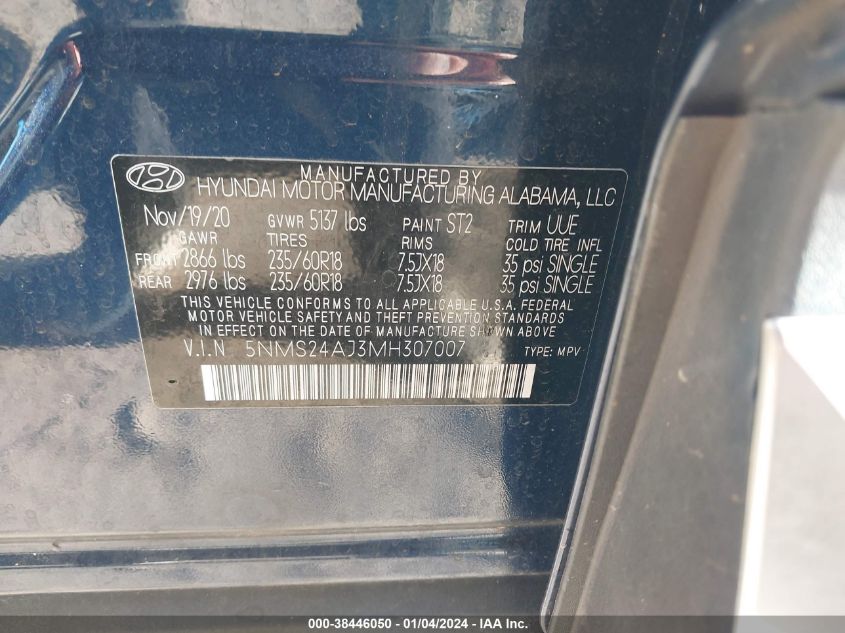 MANUFACTURED BY
HYUNDAI MOTOR MANUFACTURING ALABAMA, LLC
Nov/19/20 GVWR 5137 lbs PAINT ST2 TRIM UUE
GAWR TIRES RIMS COLD TIRE INFL
FRONT 2866 lbs 235/60R18 7.5JX18 35 psi SINGLE
REAR 2976 lbs 235/60R18 7.5JX18 35 psi SINGLE
THIS VEHICLE CONFORMS TO ALL APPLICABLE U.S.A. FEDERAL
MOTOR VEHICLE SAFETY AND THEFT PREVENTION STANDARDS
IN EFFECT ON THE DATE OF MANUFACTURE SHOWN ABOVE
V.I.N 5NMS24AJ3MH307007 TYPE: MPV
000-38446050 - 01/04/2024 - IAA Inc.